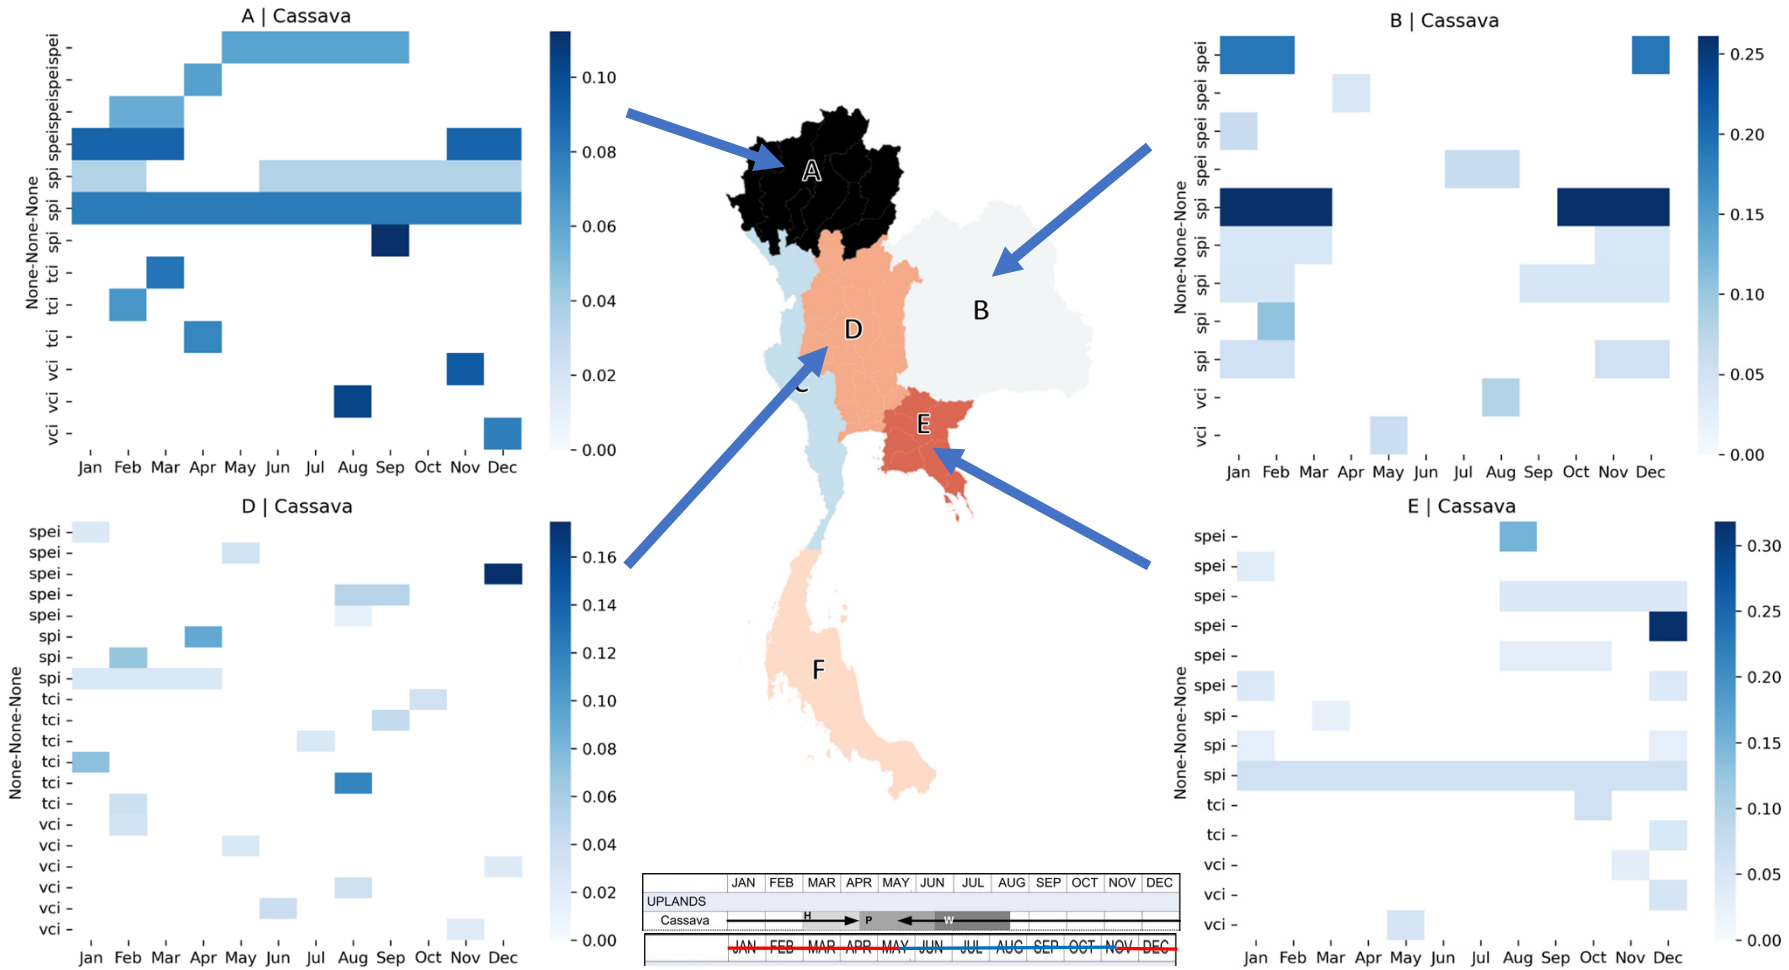 A | Cassava
spei
spei
spei
spei
spi
spi
spi
tci
tci
tci
vci
vci
vci
None-None-None
Jan Feb Mar Apr May Jun Jul Aug Sep Oct Nov Dec
0.10
0.08
0.06
0.04
0.02
0.00
B | Cassava
spei
spei
spei
spei
spi
spi
spi
spi
spi
vci
vci
None-None-None
Jan Feb Mar Apr May Jun Jul Aug Sep Oct Nov Dec
0.25
0.20
0.15
0.10
0.05
0.00
A
B
C
D
E
F
D | Cassava
spei
spei
spei
spei
spei
spi
spi
spi
tci
tci
tci
tci
tci
tci
vci
vci
vci
vci
vci
vci
None-None-None
Jan Feb Mar Apr May Jun Jul Aug Sep Oct Nov Dec
0.16
0.14
0.12
0.10
0.08
0.06
0.04
0.02
0.00
E | Cassava
spei
spei
spei
spei
spei
spei
spi
spi
spi
tci
tci
vci
vci
vci
None-None-None
Jan Feb Mar Apr May Jun Jul Aug Sep Oct Nov Dec
0.30
0.25
0.20
0.15
0.10
0.05
0.00
JAN FEB MAR APR MAY JUN JUL AUG SEP OCT NOV DEC
UPLANDS
Cassava H P W
JAN FEB MAR APR MAY JUN JUL AUG SEP OCT NOV DEC